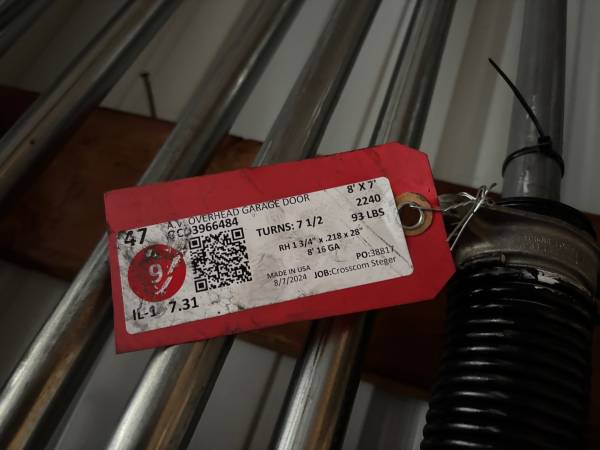 47
A.V. OVERHEAD GARAGE DOOR
8' X 7'
3966484
TURNS: 7 1/2
2240
93 LBS
RH 1 3/4" x .218 x 28"
8' 16 GA
9
MADE IN USA
8/7/2024
PO:38817
JOB:Crosscom Steger
IL-1 7.31